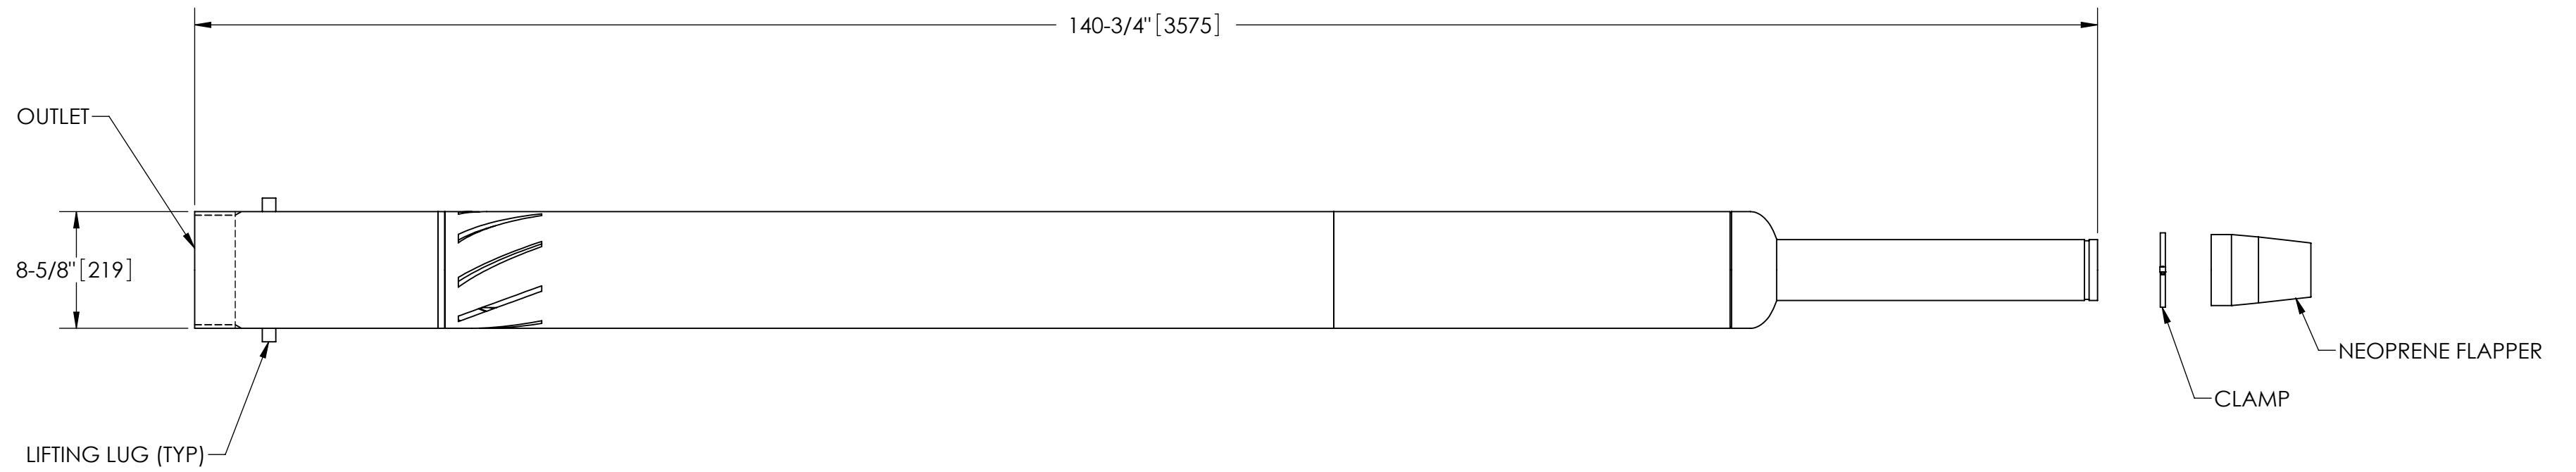 140-3/4" [3575]
OUTLET
8-5/8" [219]
NEOPRENE FLAPPER
CLAMP
LIFTING LUG (TYP)